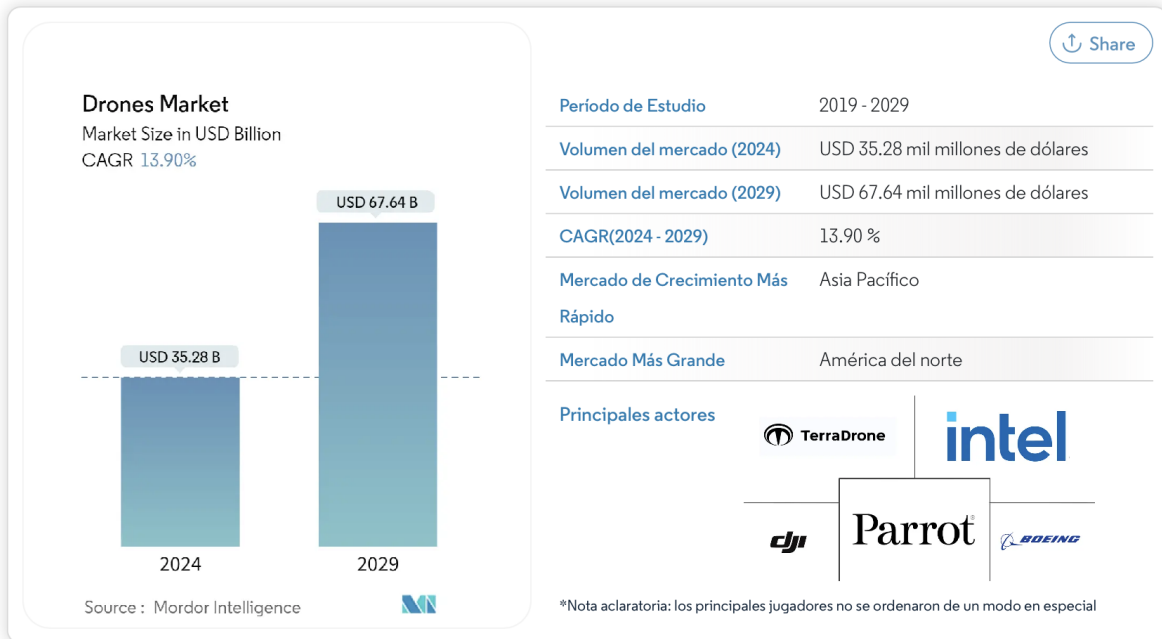 Share
Drones Market
Market Size in USD Billion
CAGR 13.90%
USD 67.64 B
USD 35.28 B
2024
2029
Source : Mordor Intelligence
Período de Estudio
2019 - 2029
Volumen del mercado (2024)
USD 35.28 mil millones de dólares
Volumen del mercado (2029)
USD 67.64 mil millones de dólares
CAGR(2024 - 2029)
13.90 %
Mercado de Crecimiento Más
Rápido
Asia Pacífico
Mercado Más Grande
América del norte
Principales actores
TerraDrone
intel
dji
Parrot®
BOEING
*Nota aclaratoria: los principales jugadores no se ordenaron de un modo en especial